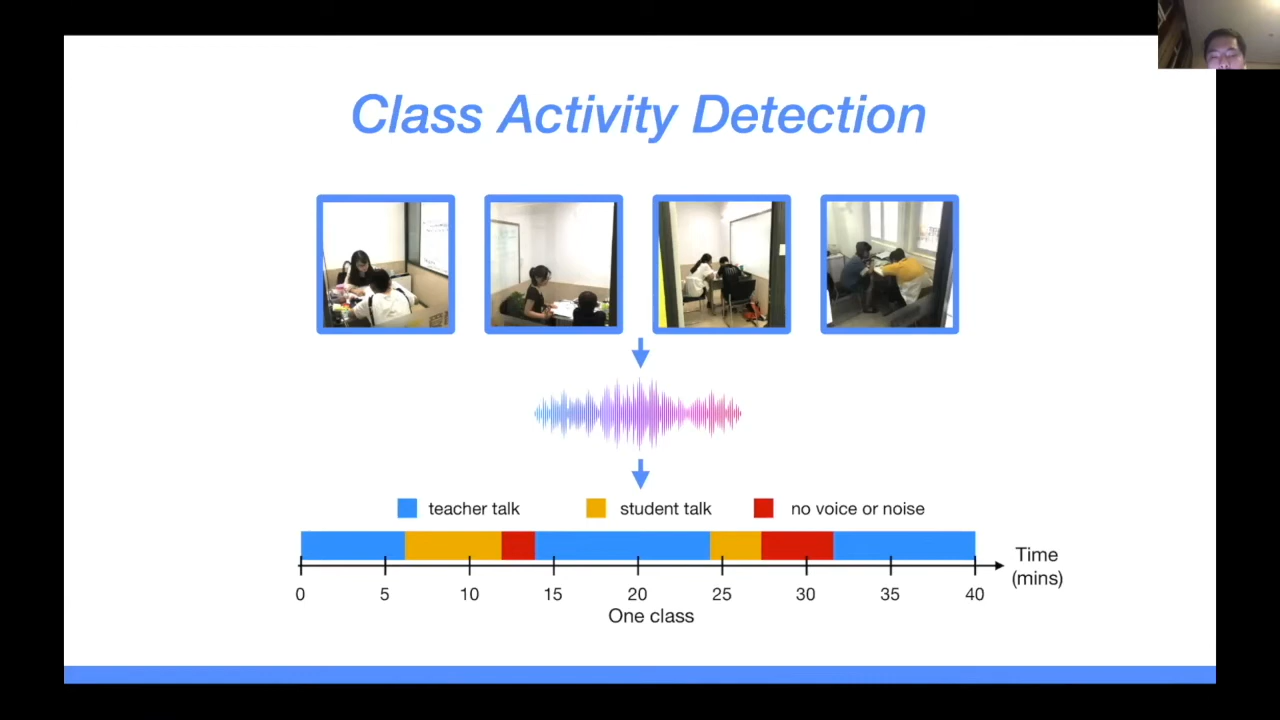 Class Activity Detection
teacher talk
student talk
no voice or noise
Time
(mins)
0 5 10 15 20 25 30 35 40
One class